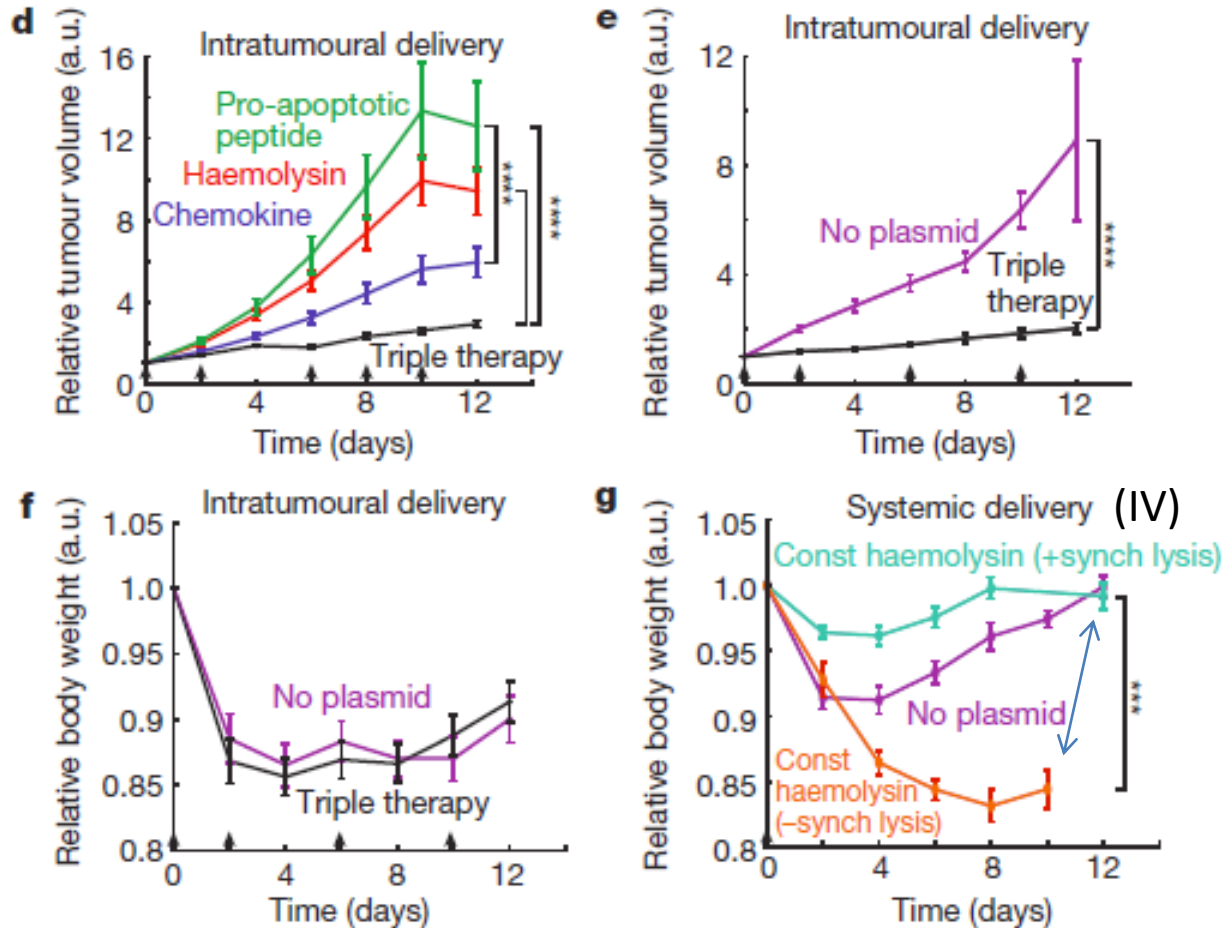 d
Intratumoural delivery
Relative tumour volume (a.u.)
16
12
8
4
0
Pro-apoptotic
peptide
Haemolysin
Chemokine
Triple therapy
****
****
0 4 8 12
Time (days)
e
Intratumoural delivery
Relative tumour volume (a.u.)
12
8
4
0
No plasmid
Triple
therapy
****
0 4 8 12
Time (days)
f
Intratumoural delivery
Relative body weight (a.u.)
1.05
1.0
0.95
0.9
0.85
0.8
No plasmid
Triple therapy
0 4 8 12
Time (days)
g
Systemic delivery (IV)
Relative body weight (a.u.)
1.05
1.0
0.95
0.9
0.85
0.8
Const haemolysin (+synch lysis)
No plasmid
Const
haemolysin
(–synch lysis)
***
0 4 8 12
Time (days)